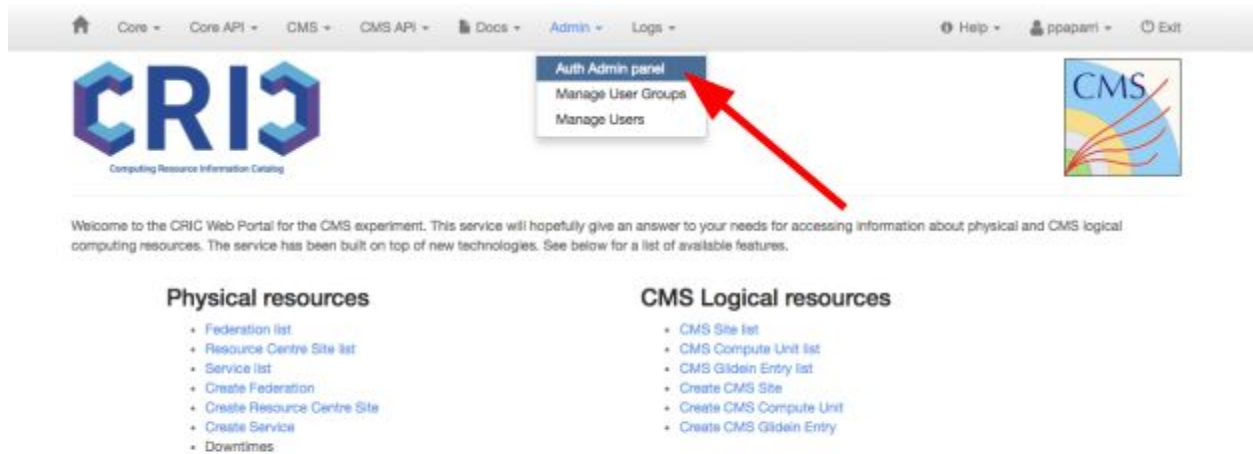 Core Core API CMS CMS API Docs Admin Logs Help ppaparri Exit
Auth Admin panel
Manage User Groups
Manage Users
CRIC
Computing Resource Information Catalog
CMS
Welcome to the CRIC Web Portal for the CMS experiment. This service will hopefully give an answer to your needs for accessing information about physical and CMS logical
computing resources. The service has been built on top of new technologies. See below for a list of available features.
Physical resources
Federation list
Resource Centre Site list
Service list
Create Federation
Create Resource Centre Site
Create Service
Downtimes
CMS Logical resources
CMS Site list
CMS Compute Unit list
CMS Glidein Entry list
Create CMS Site
Create CMS Compute Unit
Create CMS Glidein Entry